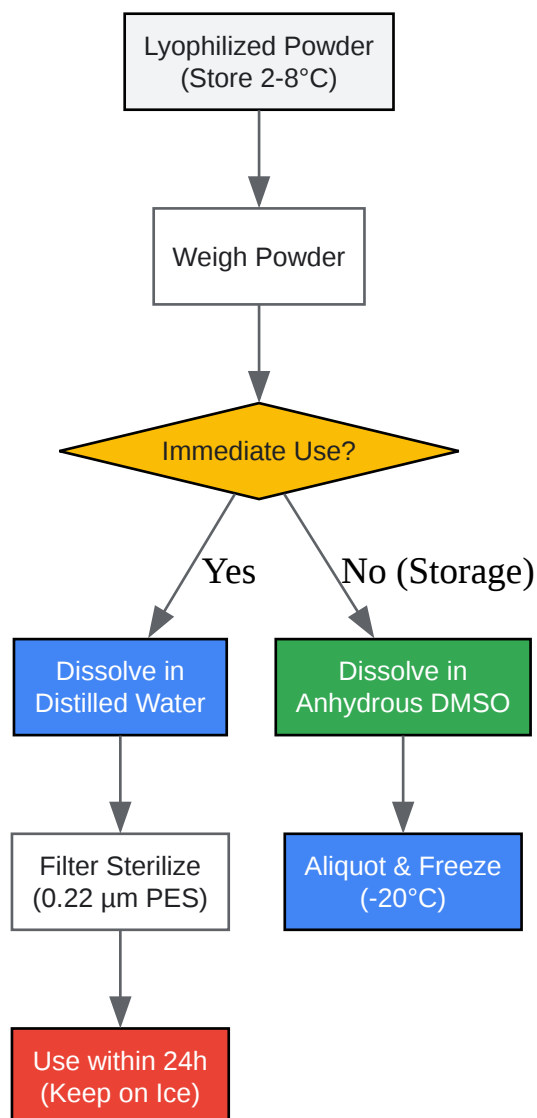 Lyophilized Powder
(Store 2-8°C)
Weigh Powder
Immediate Use?
Yes
No (Storage)
Dissolve in
Distilled Water
Dissolve in
Anhydrous DMSO
Filter Sterilize
(0.22 µm PES)
Aliquot & Freeze
(-20°C)
Use within 24h
(Keep on Ice)